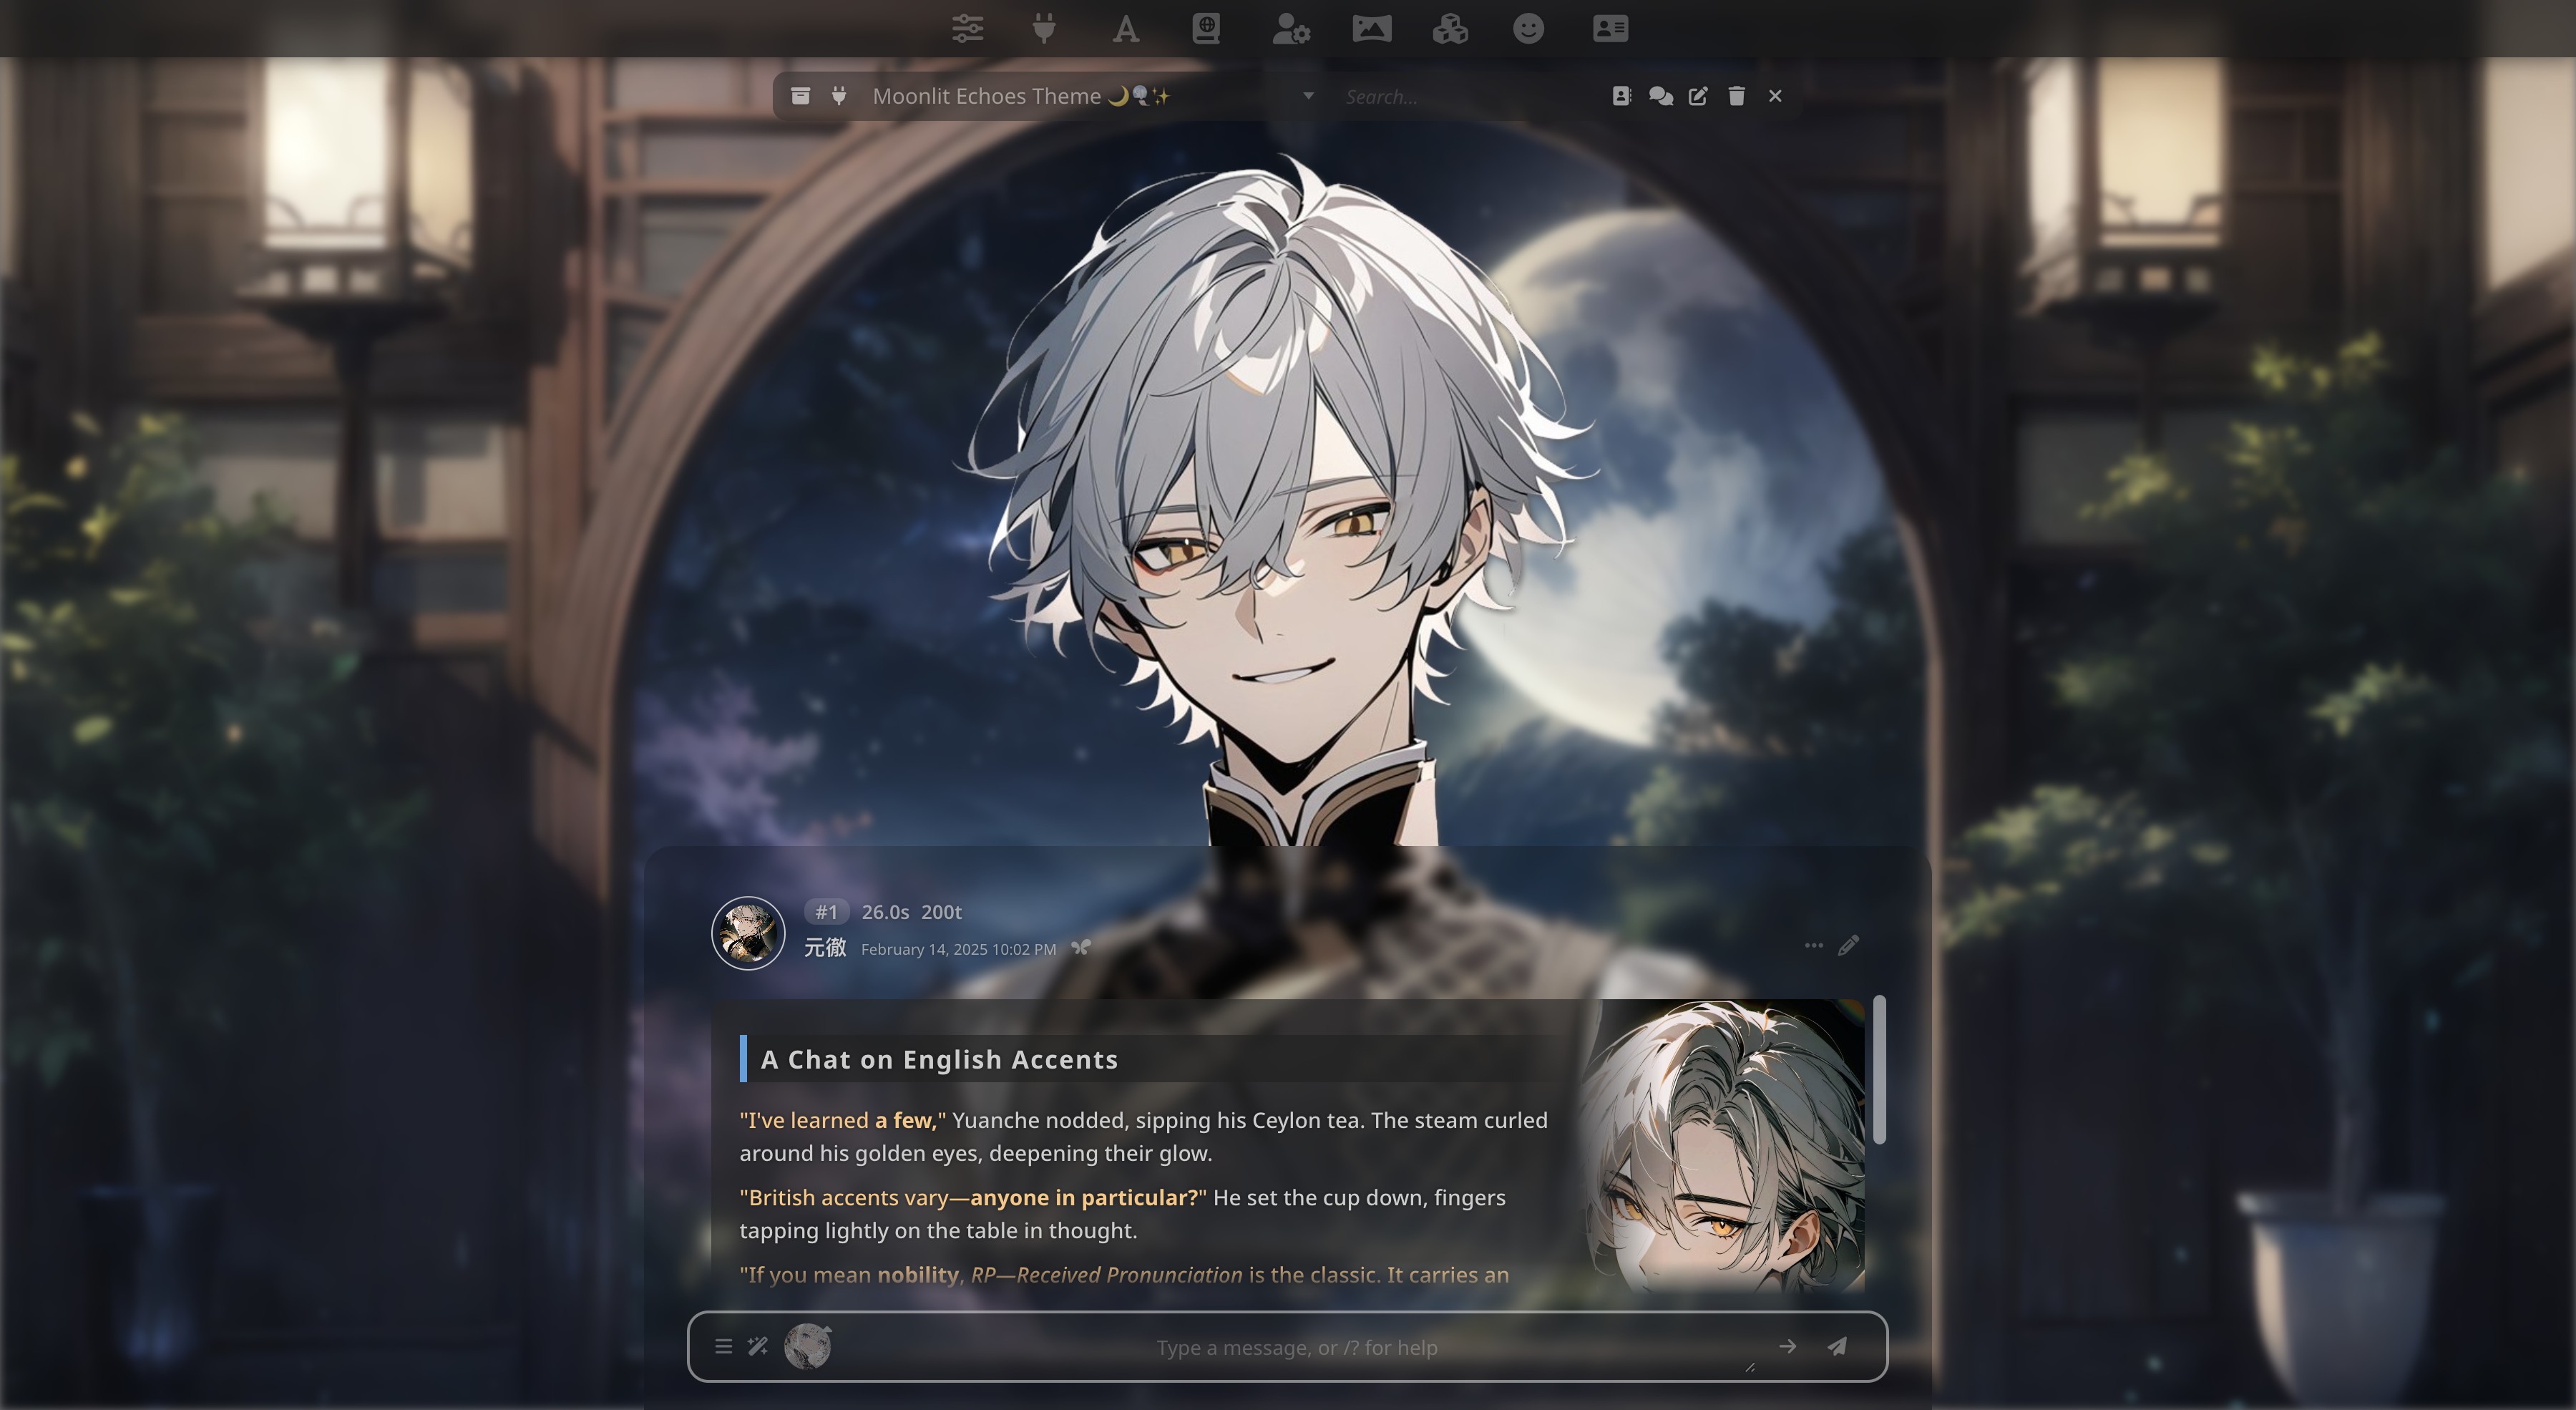 Moonlit Echoes Theme 🌙🎐✨
Search...
#1 26.0s 200t
元徹 February 14, 2025 10:02 PM
A Chat on English Accents
"I've learned a few," Yuanche nodded, sipping his Ceylon tea. The steam curled
around his golden eyes, deepening their glow.
"British accents vary—anyone in particular?" He set the cup down, fingers
tapping lightly on the table in thought.
"If you mean nobility, RP—Received Pronunciation is the classic. It carries an
Type a message, or /? for help